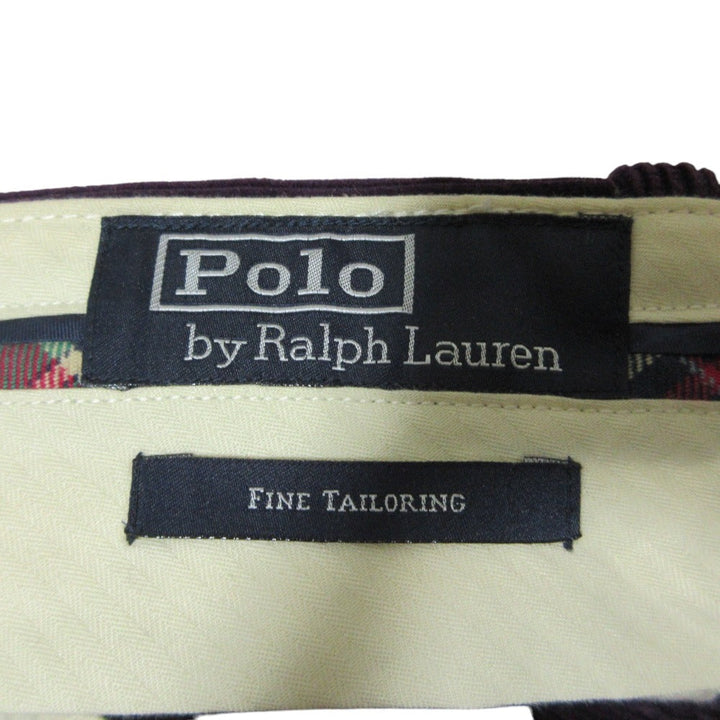 Polo
by Ralph Lauren
FINE TAILORING